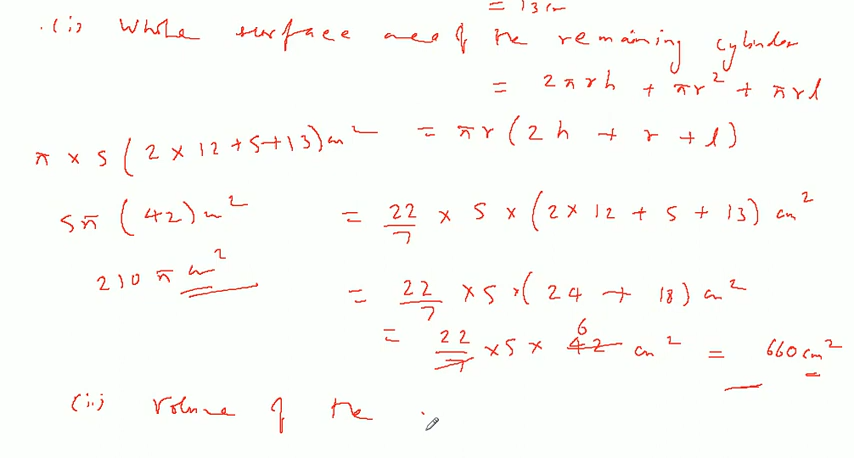 = 13 cm
(i) Whole surface area of the remaining cylinder
= 2πrh + πr² + πrl
π × 5 (2 × 12 + 5 + 13) cm² = πr (2h + r + l)
5π (42) cm² = 22/7 × 5 × (2 × 12 + 5 + 13) cm²
210 π cm²
= 22/7 × 5 × (24 + 18) cm²
= 22/7 × 5 × 42 6 cm² = 660 cm²
(ii) Volume of the